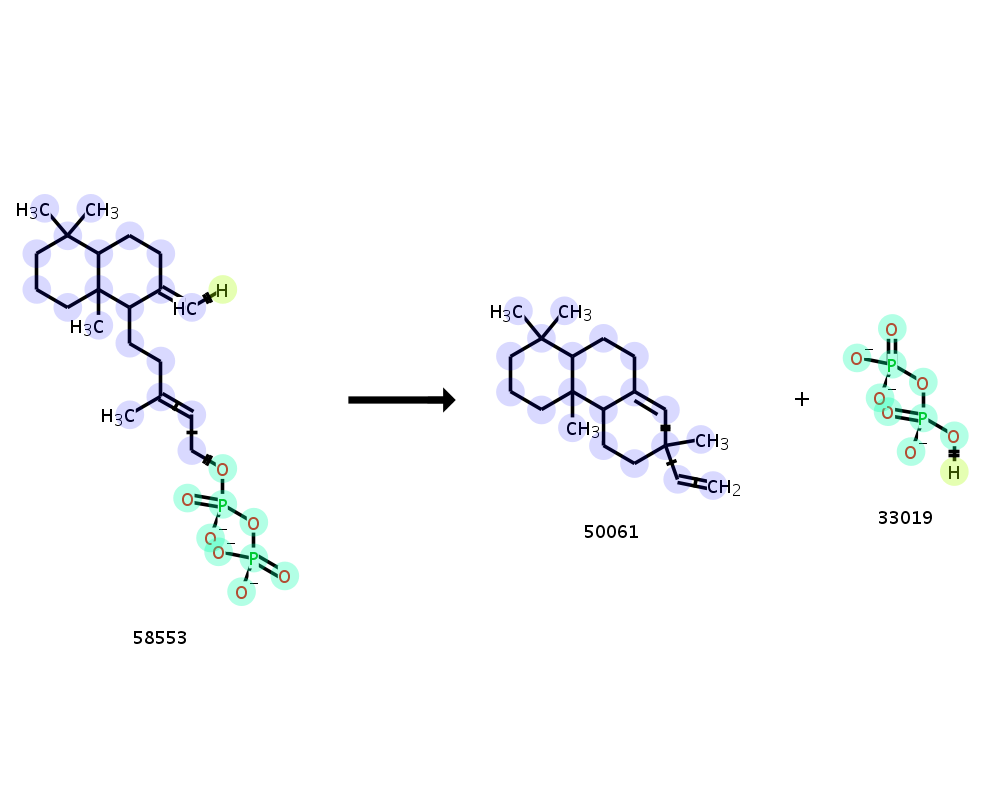 H₃C CH₃
HC H
H₃C
H₃C
O
O P
O⁻ O
O⁻ P O
O⁻
58553
H₃C CH₃
CH₃ CH₃
CH₂
50061
+
O
O⁻ P
O⁻ O
O P O
O⁻ H
33019